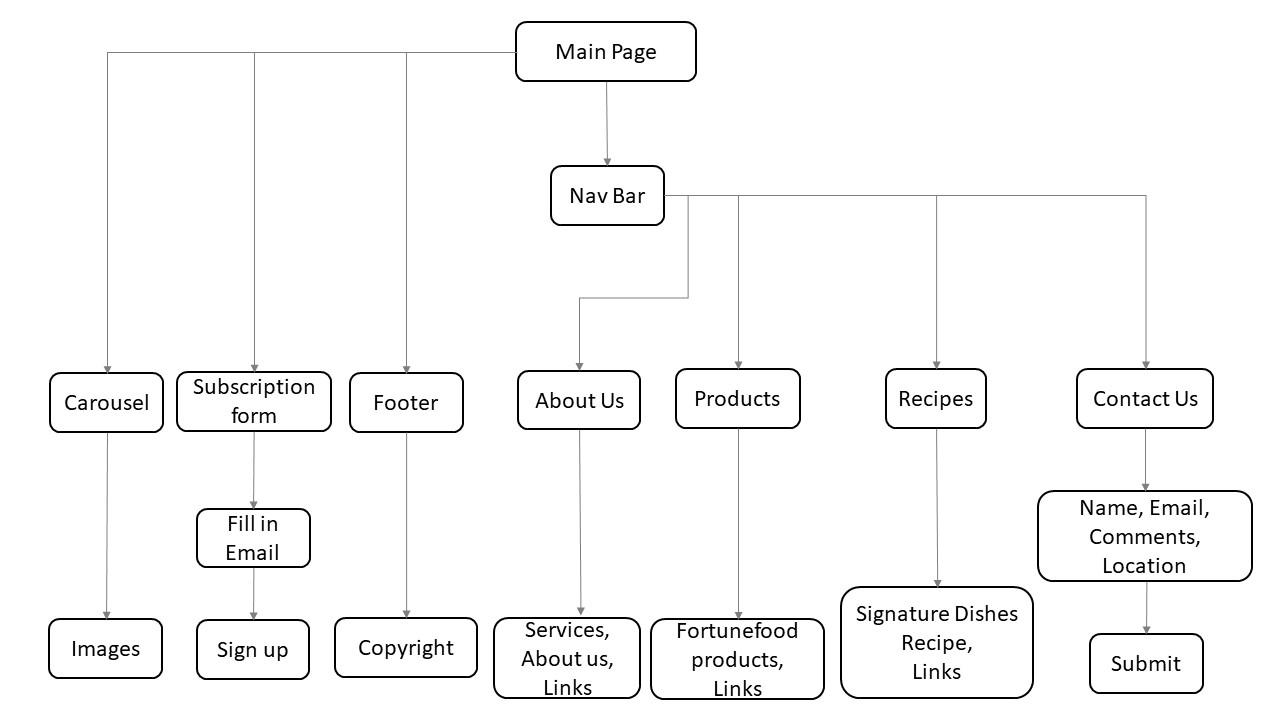 Main Page
Nav Bar
Carousel
Subscription
form
Footer
About Us
Products
Recipes
Contact Us
Fill in
Email
Name, Email,
Comments,
Location
Images
Sign up
Copyright
Services,
About us,
Links
Fortunefood
products,
Links
Signature Dishes
Recipe,
Links
Submit